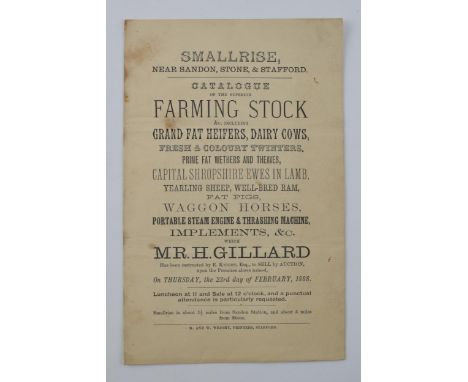 SMALLRISE,
NEAR SANDON, STONE, & STAFFORD.
CATALOGUE
OF THE SUPERIOR
FARMING STOCK
&c. INCLUDING
GRAND FAT HEIFERS, DAIRY COWS,
FRESH & COLOURY TWINTERS,
PRIME FAT WETHERS AND THEAVES,
CAPITAL SHROPSHIRE EWES IN LAMB,
YEARLING SHEEP, WELL-BRED RAM,
FAT PIGS,
WAGGON HORSES,
PORTABLE STEAM ENGINE & THRASHING MACHINE,
IMPLEMENTS, &c.
WHICH
MR. H. GILLARD
Has been instructed by E. Esq., to SELL by AUCTION,
upon the Premises above named,
On THURSDAY, the 23rd day of FEBRUARY, 1888.
Luncheon at 11 and Sale at 12 o'clock, and a punctual
attendance is particularly requested.
Smallrise is about miles from Sandon Station, and about miles
from Stone.
R. AND W. WRIGHT, PRINTERS, STAFFORD.